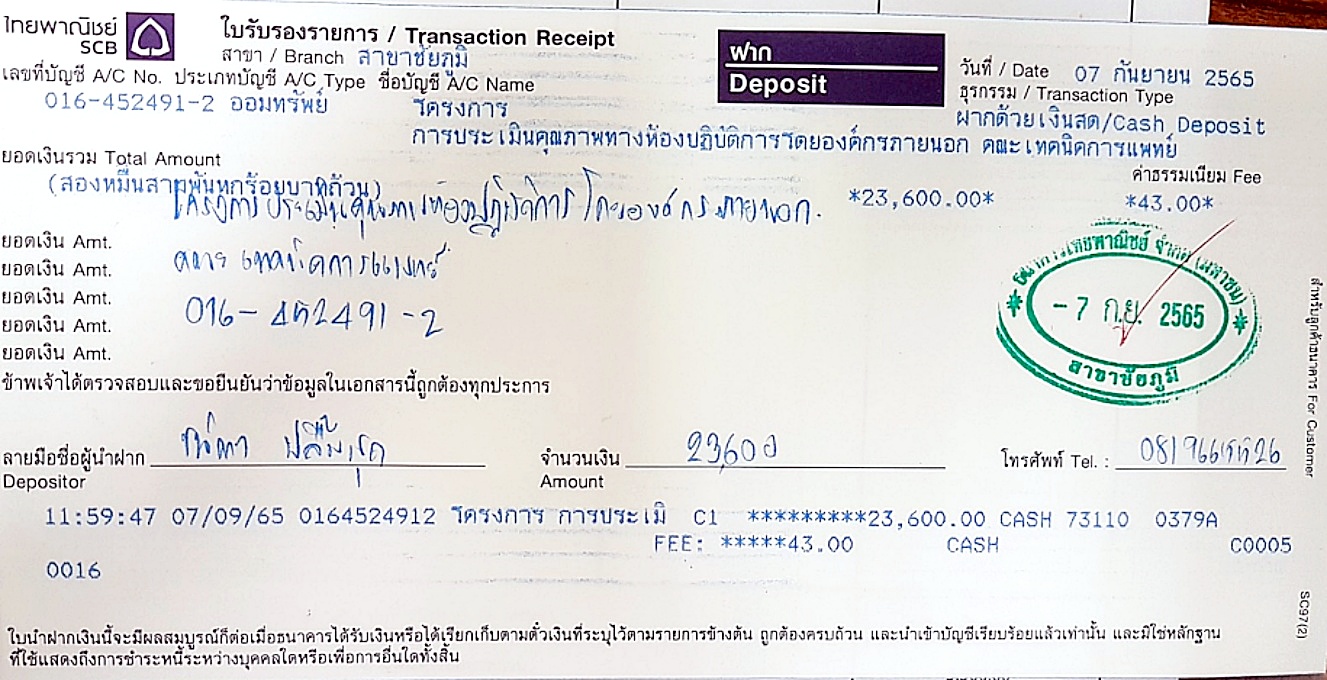 ไทยพาณิชย์
SCB
ใบรับรองรายการ / Transaction Receipt
สาขา / Branch สาขาชัยภูมิ
เลขที่บัญชี A/C No. ประเภทบัญชี A/C Type ชื่อบัญชี A/C Name
ฝาก
Deposit
วันที่ / Date 07 กันยายน 2565
ธุรกรรม / Transaction Type
ฝากด้วยเงินสด/Cash Deposit
016-452491-2 ออมทรัพย์ โครงการ
การประเมินคุณภาพทางห้องปฏิบัติการโดยองค์กรภายนอก คณะเทคนิคการแพทย์
ยอดเงินรวม Total Amount
ค่าธรรมเนียม Fee
(สองหมื่นสามพันหกร้อยบาทถ้วน) *23,600.00* *43.00*
โครงการประเมินคุณภาพห้องปฏิบัติการ โดยองค์กรภายนอก.
ยอดเงิน Amt.
ยอดเงิน Amt. คณะ เทคนิคการแพทย์
ยอดเงิน Amt.
ยอดเงิน Amt. 016-452491-2
ยอดเงิน Amt.
ธนาคารไทยพาณิชย์ จำกัด (มหาชน)
- 7 ก.ย. 2565
สาขาชัยภูมิ
ข้าพเจ้าได้ตรวจสอบและขอยืนยันว่าข้อมูลในเอกสารนี้ถูกต้องทุกประการ
ลายมือชื่อผู้นำฝาก
Depositor
จำนวนเงิน 23,600
Amount
โทรศัพท์ Tel. :
11:59:47 07/09/65 0164524912 โครงการ การประเมิ C1 *********23,600.00 CASH 73110 0379A
FEE: *****43.00 CASH C0005
0016
ใบนำฝากเงินนี้จะมีผลสมบูรณ์ก็ต่อเมื่อธนาคารได้รับเงินหรือได้เรียกเก็บตามตั๋วเงินที่ระบุไว้ตามรายการข้างต้น ถูกต้องครบถ้วน และนำเข้าบัญชีเรียบร้อยแล้วเท่านั้น และมิใช่หลักฐาน
ที่ใช้แสดงถึงการชำระหนี้ระหว่างบุคคลใดหรือเพื่อการอื่นใดทั้งสิ้น
สำหรับลูกค้าธนาคาร For Customer
SC97(2)